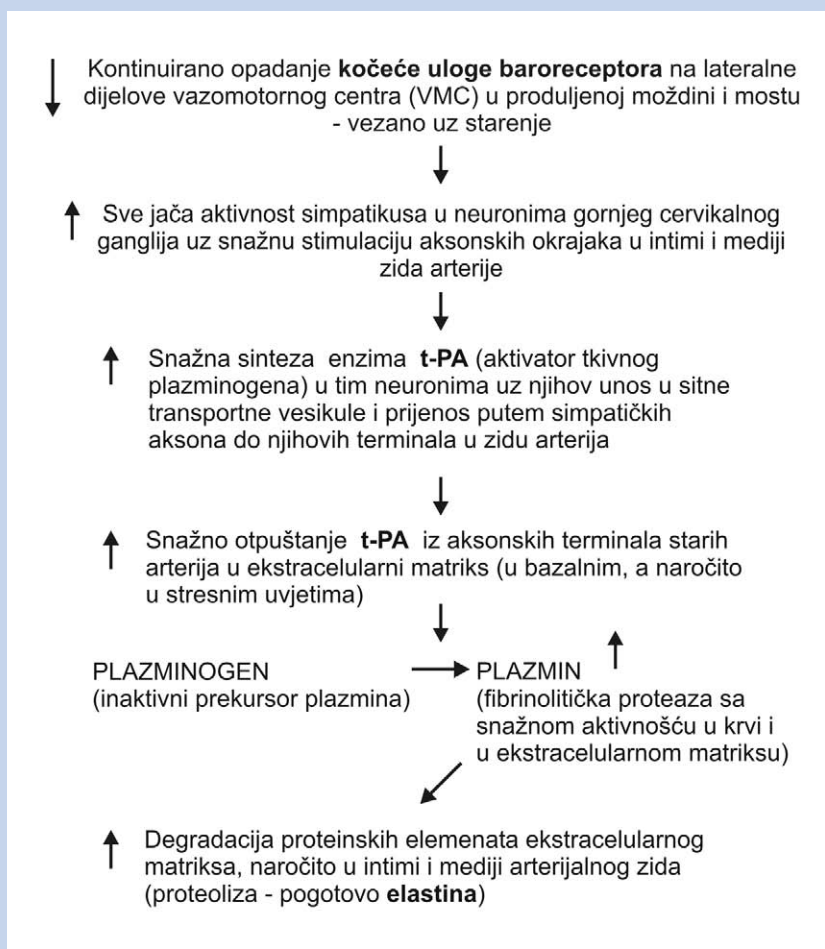 Kontinuirano opadanje kočeće uloge baroreceptora na lateralne
dijelove vazomotornog centra (VMC) u produljenoj moždini i mostu
- vezano uz starenje
Sve jača aktivnost simpatikusa u neuronima gornjeg cervikalnog
ganglija uz snažnu stimulaciju aksonskih okrajaka u intimi i mediji
zida arterije
Snažna sinteza enzima t-PA (aktivator tkivnog
plazminogena) u tim neuronima uz njihov unos u sitne
transportne vesikule i prijenos putem simpatičkih
aksona do njihovih terminala u zidu arterija
Snažno otpuštanje t-PA iz aksonskih terminala starih
arterija u ekstracelularni matriks (u bazalnim, a naročito
u stresnim uvjetima)
PLAZMINOGEN
(inaktivni prekursor plazmina)
PLAZMIN
(fibrinolitička proteaza sa
snažnom aktivnošću u krvi i
u ekstracelularnom matriksu)
Degradacija proteinskih elemenata ekstracelularnog
matriksa, naročito u intimi i mediji arterijalnog zida
(proteoliza - pogotovo elastina)